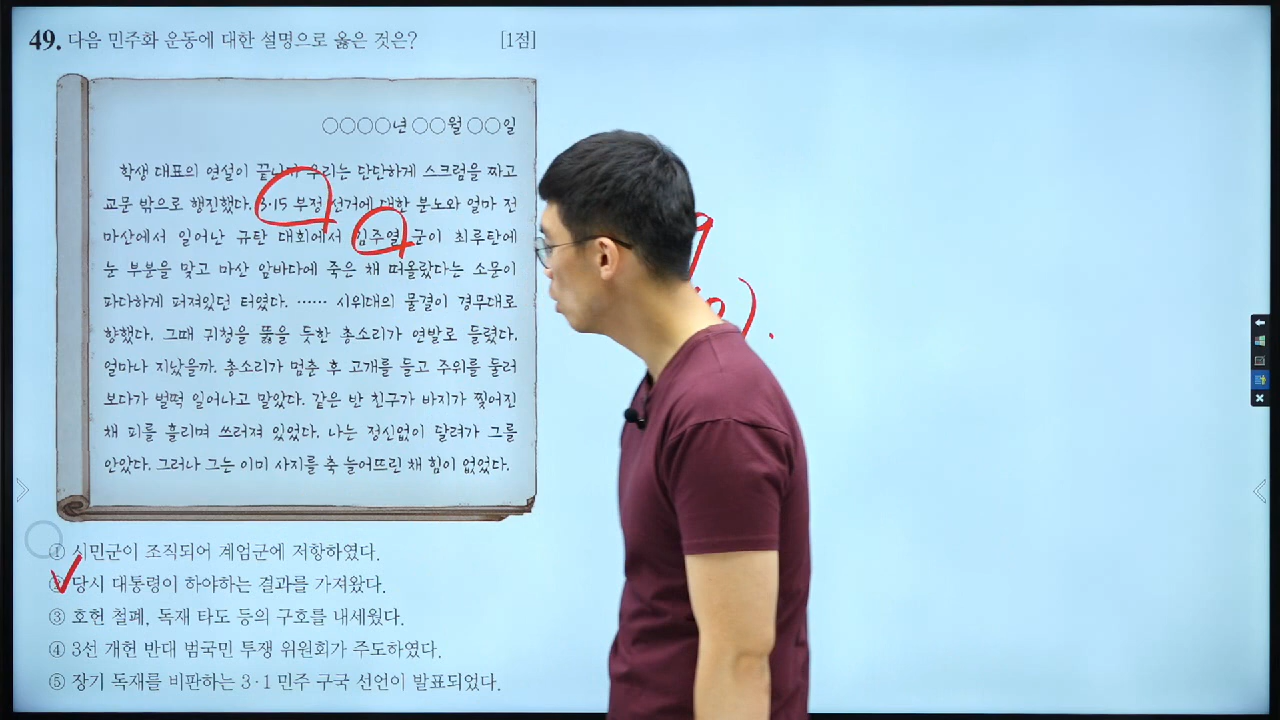 49. 다음 민주화 운동에 대한 설명으로 옳은 것은? [1점]
○○○○년 ○○월 ○○일
학생 대표의 연설이 끝나자 우리는 단단하게 스크럼을 짜고
교문 밖으로 행진했다. 3·15 부정 선거에 대한 분노와 얼마 전
마산에서 일어난 규탄 대회에서 김주열 군이 최루탄에
눈 부분을 맞고 마산 앞바다에 죽은 채 떠올랐다는 소문이
파다하게 퍼져있던 터였다. …… 시위대의 물결이 경무대로
향했다. 그때 귀청을 뚫을 듯한 총소리가 연발로 들렸다.
얼마나 지났을까. 총소리가 멈춘 후 고개를 들고 주위를 둘러
보다가 벌떡 일어나고 말았다. 같은 반 친구가 바지가 찢어진
채 피를 흘리며 쓰러져 있었다. 나는 정신없이 달려가 그를
안았다. 그러나 그는 이미 사지를 축 늘어뜨린 채 힘이 없었다.
① 시민군이 조직되어 계엄군에 저항하였다.
② 당시 대통령이 하야하는 결과를 가져왔다.
③ 호헌 철폐, 독재 타도 등의 구호를 내세웠다.
④ 3선 개헌 반대 범국민 투쟁 위원회가 주도하였다.
⑤ 장기 독재를 비판하는 3·1 민주 구국 선언이 발표되었다.